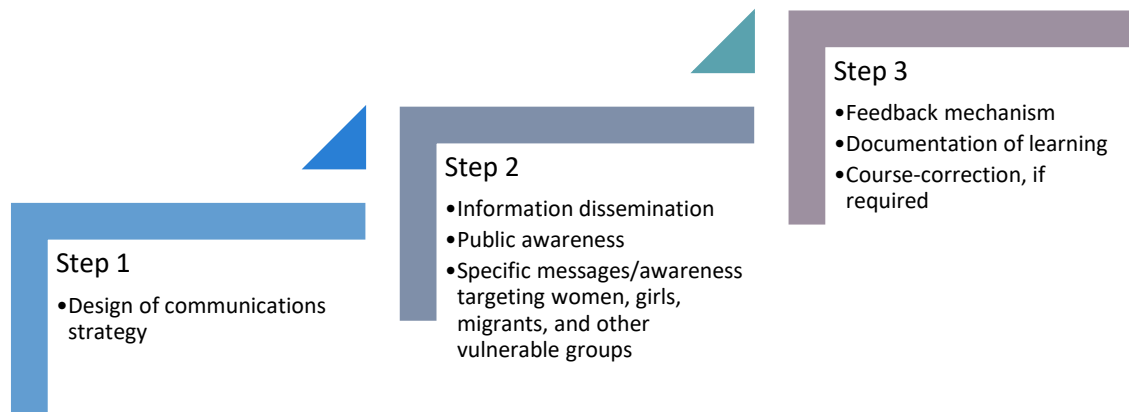 Step 1
•Design of communications
strategy
Step 2
•Information dissemination
•Public awareness
•Specific messages/awareness
targeting women, girls,
migrants, and other
vulnerable groups
Step 3
•Feedback mechanism
•Documentation of learning
•Course-correction, if
required